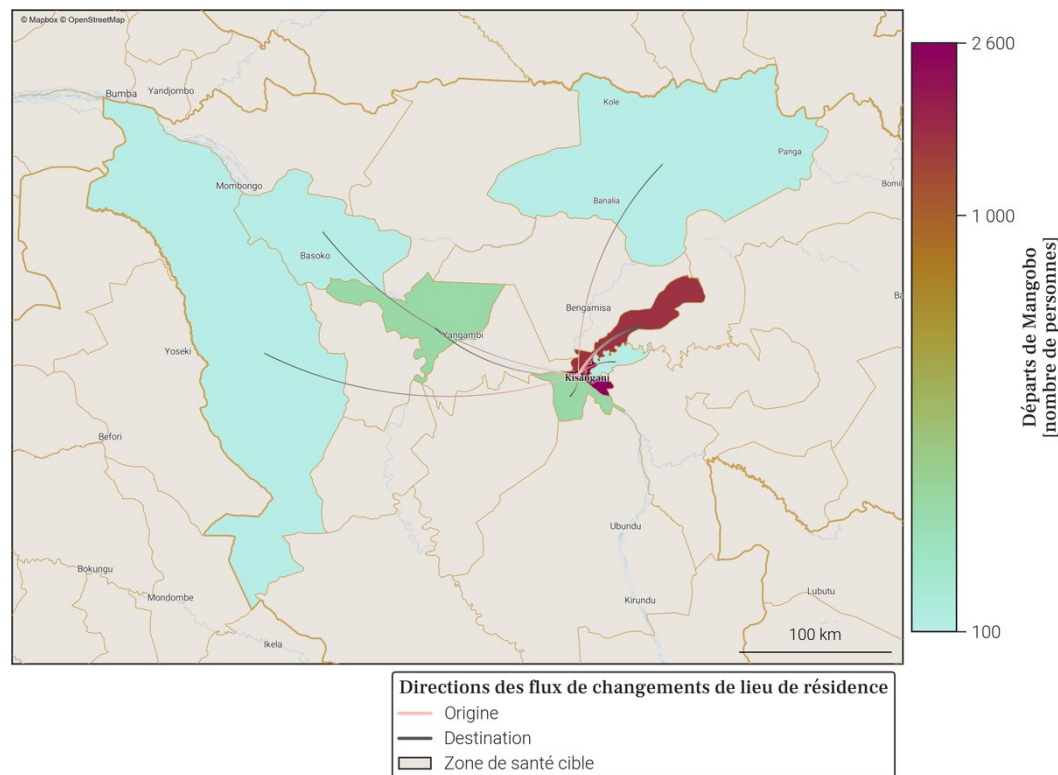 © Mapbox © OpenStreetMap
Yandjombo
Bumba
Kole
Panga
Mombongo
Banalia
Basoko
Bengamisa
Yangambi
Yoseki
Kisangani
Befori
Ubundu
Bokungu
Mondombe
Kirundu
Lubutu
Ikela
100 km
2 600
1 000
100
Départs de Mangobo
[nombre de personnes]
Directions des flux de changements de lieu de résidence
Origine
Destination
Zone de santé cible